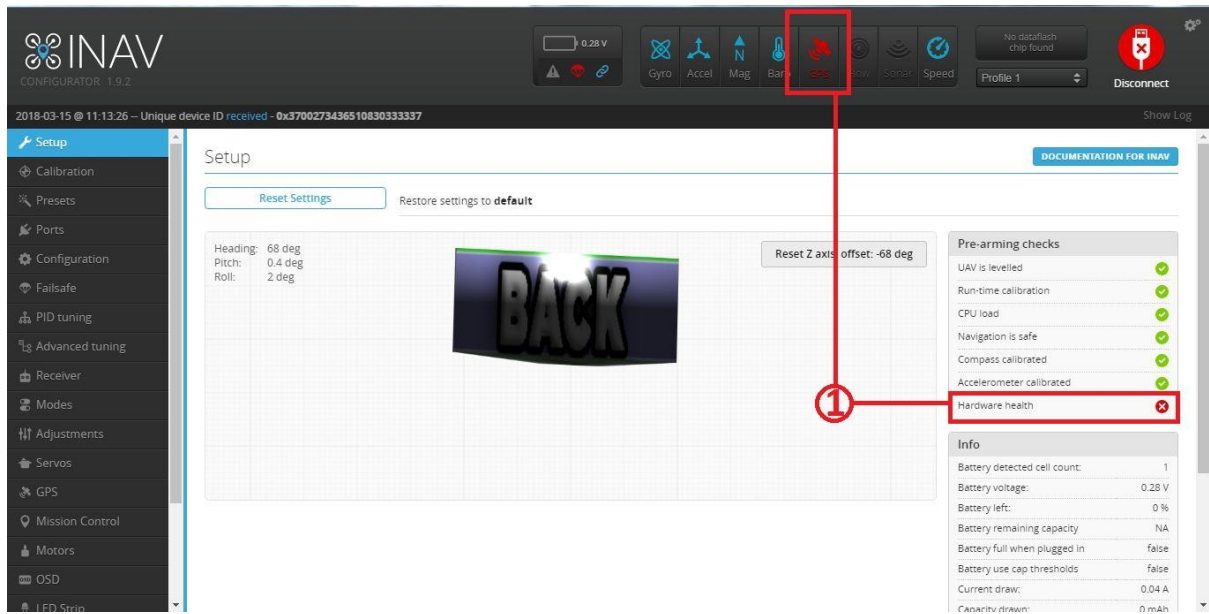 INAV
CONFIGURATOR 1.9.2
0.28 V
Gyro
Accel
Mag
Baro
GPS
Flow
Sonar
Speed
No dataflash
chip found
Profile 1
Disconnect
2018-03-15 @ 11:13:26 -- Unique device ID received - 0x3700273436510830333337
Show Log
Setup
Calibration
Presets
Ports
Configuration
Failsafe
PID tuning
Advanced tuning
Receiver
Modes
Adjustments
Servos
GPS
Mission Control
Motors
OSD
LED Strip
Setup
DOCUMENTATION FOR INAV
Reset Settings
Restore settings to default
Heading: 68 deg
Pitch: 0.4 deg
Roll: 2 deg
BACK
Reset Z axis, offset: -68 deg
1
Pre-arming checks
UAV is levelled
Run-time calibration
CPU load
Navigation is safe
Compass calibrated
Accelerometer calibrated
Hardware health
Info
Battery detected cell count: 1
Battery voltage: 0.28 V
Battery left: 0 %
Battery remaining capacity NA
Battery full when plugged in false
Battery use cap thresholds false
Current draw: 0.04 A
Capacity drawn: 0 mAh